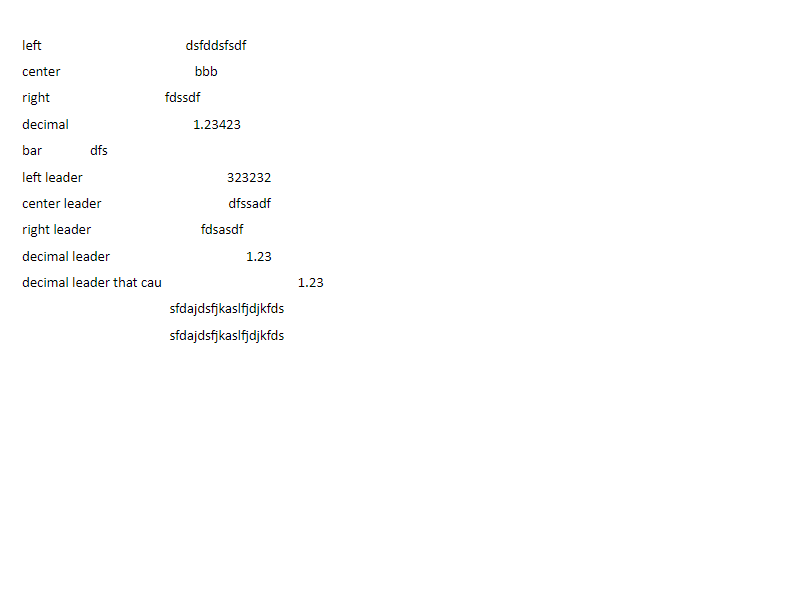 left dsfddsfsdf
center bbb
right fdssdf
decimal 1.23423
bar dfs
left leader 323232
center leader dfssadf
right leader fdsasdf
decimal leader 1.23
decimal leader that cau 1.23
sfdajdsfjkaslfjdjkfds
sfdajdsfjkaslfjdjkfds